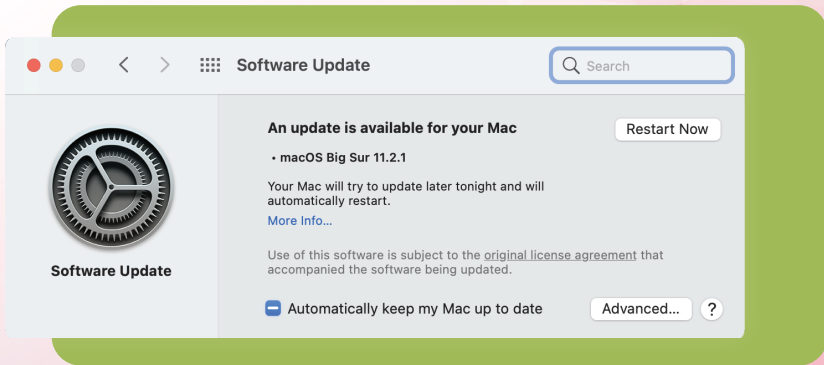 Software Update
Search
An update is available for your Mac
Restart Now
• macOS Big Sur 11.2.1
Your Mac will try to update later tonight and will
automatically restart.
More Info...
Software Update
Use of this software is subject to the original license agreement that
accompanied the software being updated.
Automatically keep my Mac up to date
Advanced...
?